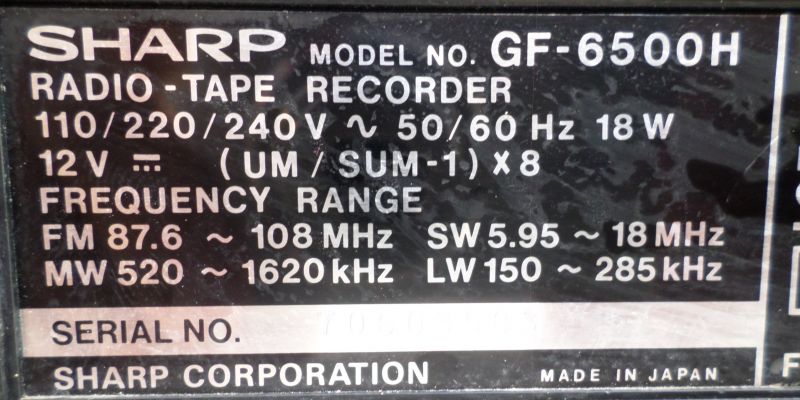 SHARP MODEL NO. GF-6500H
RADIO-TAPE RECORDER
110/220/240V ~ 50/60 Hz 18 W
12 V ⎓ (UM/SUM-1) X 8
FREQUENCY RANGE
FM 87.6 ~ 108 MHz SW 5.95 ~ 18 MHz
MW 520 ~ 1620 kHz LW 150 ~ 285 kHz
SERIAL NO.
SHARP CORPORATION MADE IN JAPAN